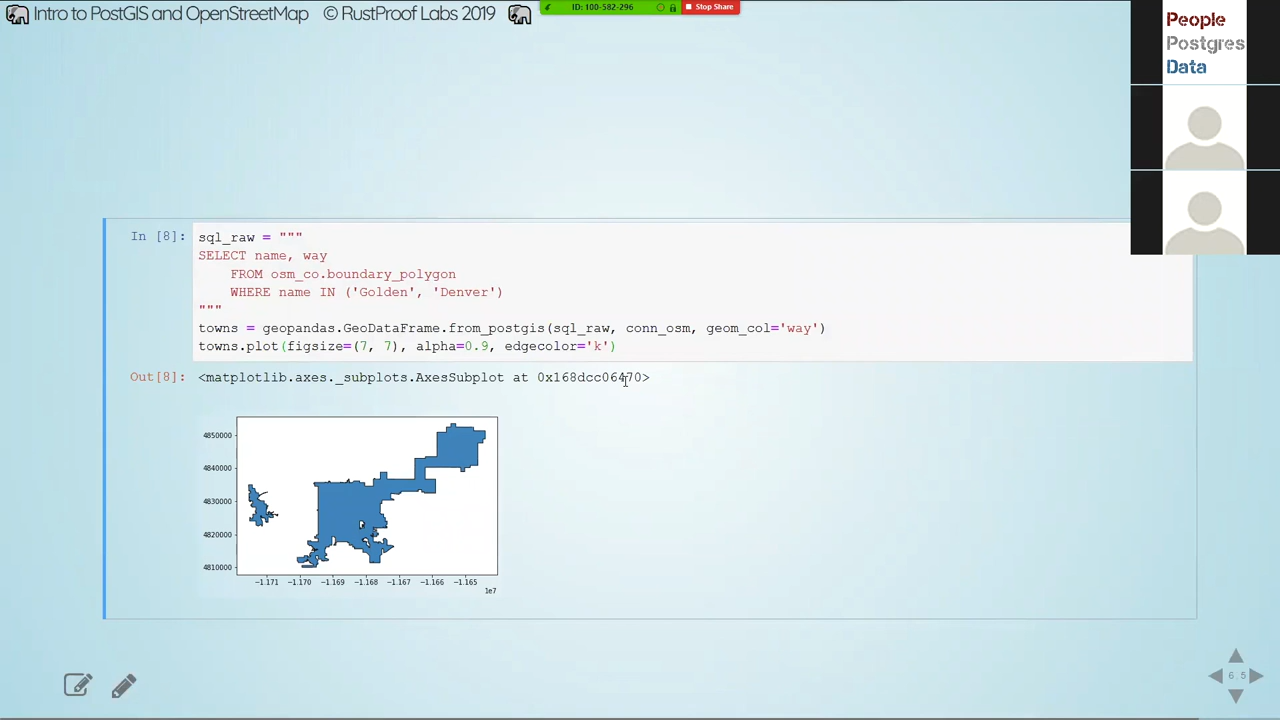 Intro to PostGIS and OpenStreetMap © RustProof Labs 2019
ID: 100-582-296
Stop Share
People
Postgres
Data
In [8]:
sql_raw = """
SELECT name, way
FROM osm_co.boundary_polygon
WHERE name IN ('Golden', 'Denver')
"""
towns = geopandas.GeoDataFrame.from_postgis(sql_raw, conn_osm, geom_col='way')
towns.plot(figsize=(7, 7), alpha=0.9, edgecolor='k')
Out[8]: <matplotlib.axes._subplots.AxesSubplot at 0x168dcc06470>
4850000
4840000
4830000
4820000
4810000
−1.171 −1.170 −1.169 −1.168 −1.167 −1.166 −1.165
1e7
6.5